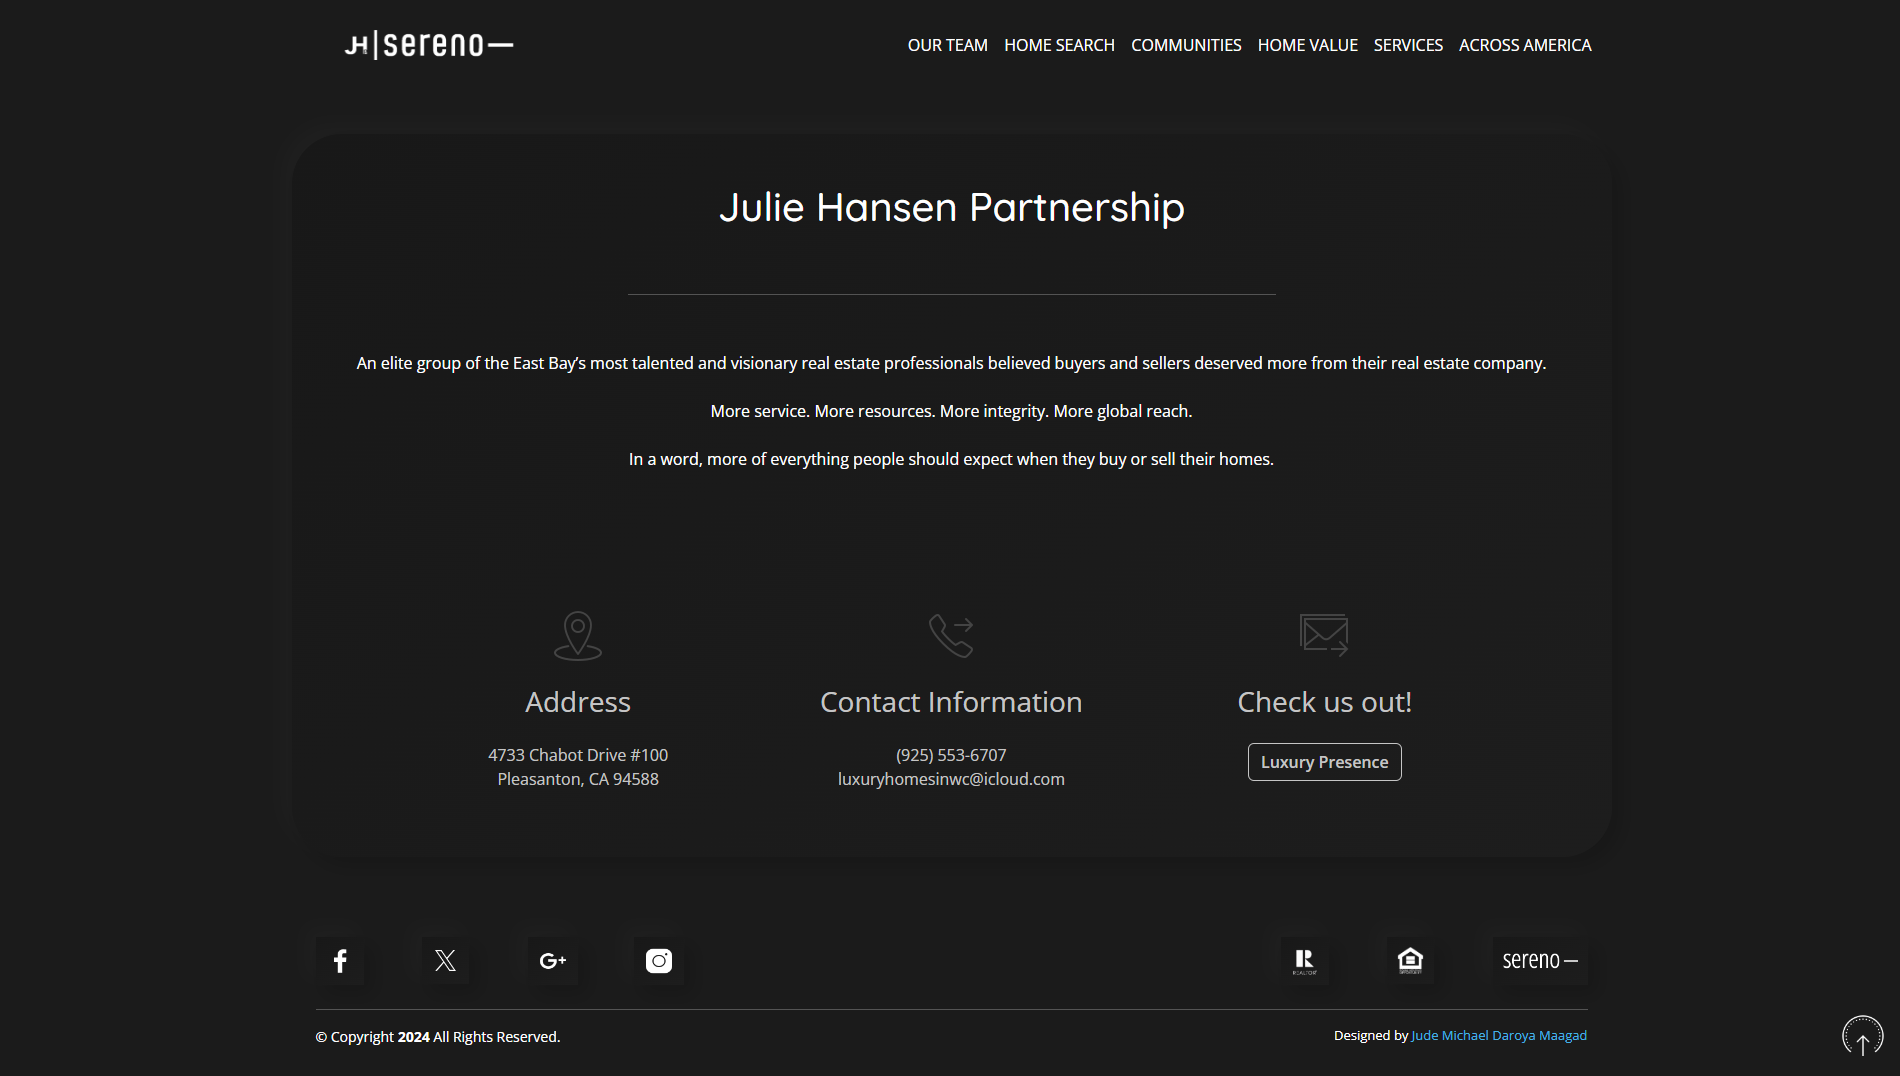 JH|sereno—
OUR TEAM HOME SEARCH COMMUNITIES HOME VALUE SERVICES ACROSS AMERICA
Julie Hansen Partnership
An elite group of the East Bay’s most talented and visionary real estate professionals believed buyers and sellers deserved more from their real estate company.
More service. More resources. More integrity. More global reach.
In a word, more of everything people should expect when they buy or sell their homes.
Address
4733 Chabot Drive #100
Pleasanton, CA 94588
Contact Information
(925) 553-6707
luxuryhomesinwc@icloud.com
Check us out!
Luxury Presence
G+
R
REALTOR
sereno—
© Copyright 2024 All Rights Reserved.
Designed by Jude Michael Daroya Maagad